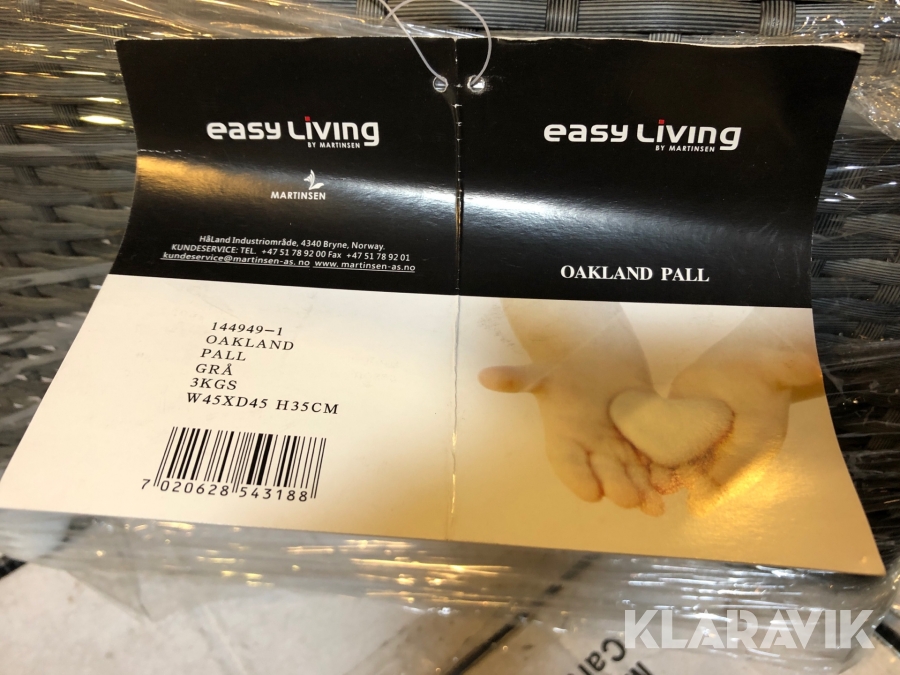 easy Living
BY MARTINSEN
MARTINSEN
HåLand Industriområde, 4340 Bryne, Norway.
KUNDESERVICE: TEL. +47 51 78 92 00 Fax +47 51 78 92 01
kundeservice@martinsen-as.no www.martinsen-as.no
144949-1
OAKLAND
PALL
GRÅ
3KGS
W45XD45 H35CM
7 020628 543188
easy Living
BY MARTINSEN
OAKLAND PALL
KLARAVIK